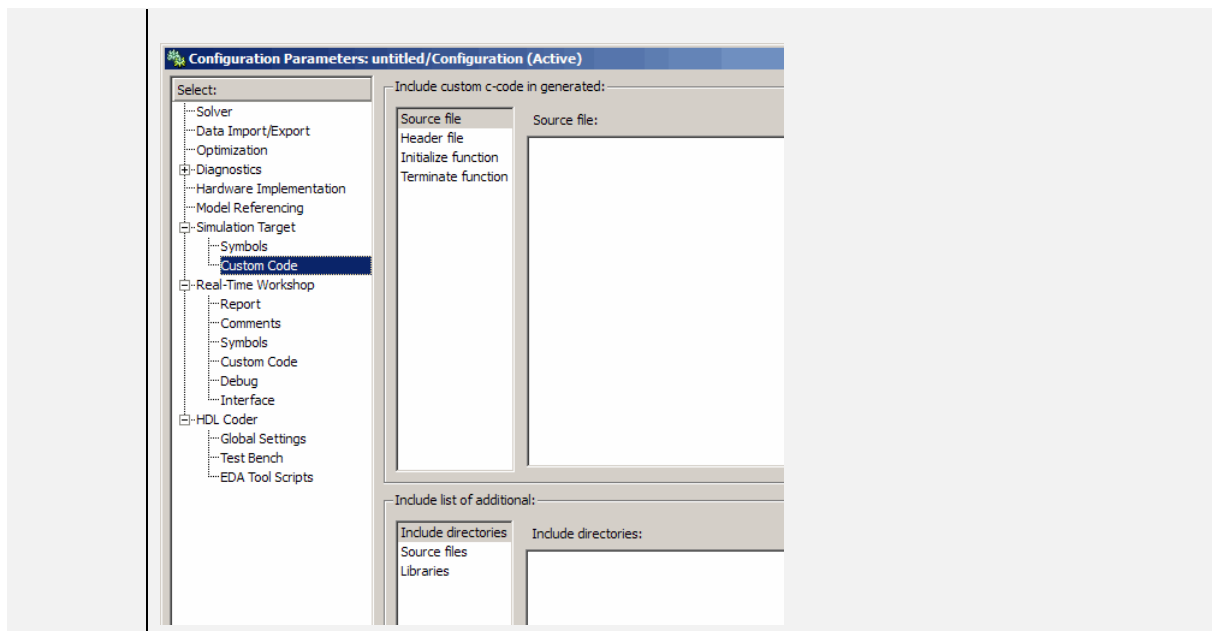 Configuration Parameters: untitled/Configuration (Active)
Select:
Solver
Data Import/Export
Optimization
Diagnostics
Hardware Implementation
Model Referencing
Simulation Target
Symbols
Custom Code
Real-Time Workshop
Report
Comments
Symbols
Custom Code
Debug
Interface
HDL Coder
Global Settings
Test Bench
EDA Tool Scripts
Include custom c-code in generated:
Source file
Header file
Initialize function
Terminate function
Source file:
Include list of additional:
Include directories
Source files
Libraries
Include directories: